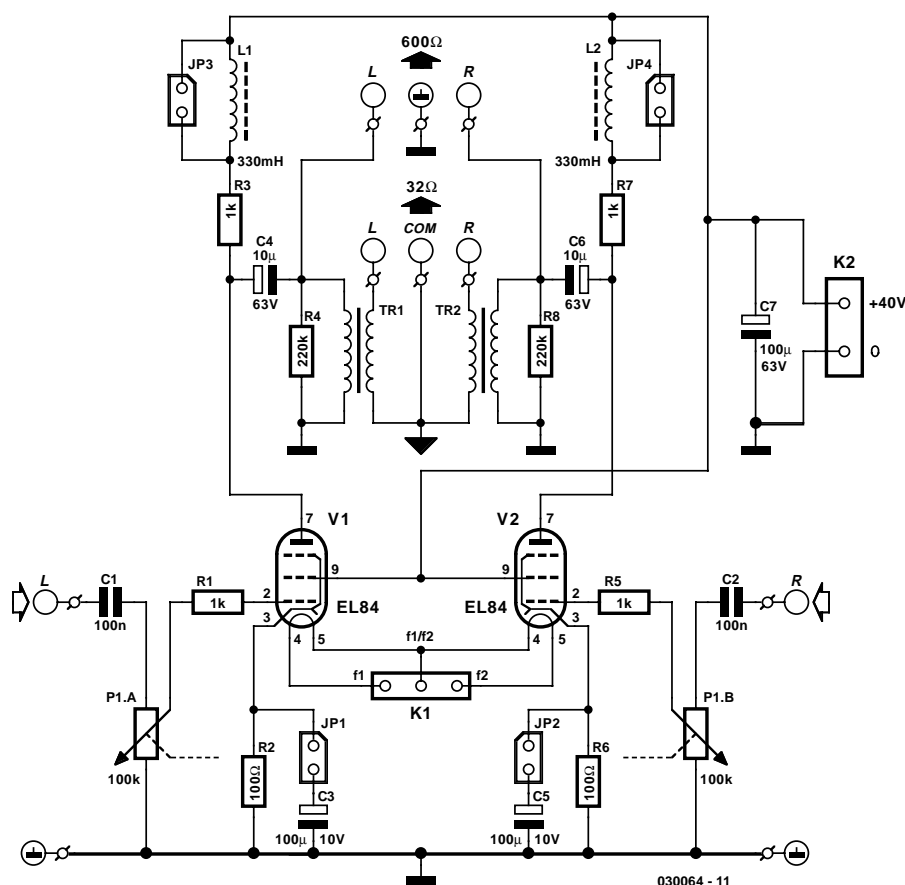 L1
JP3
330mH
R3
1k
C4
10μ
63V
R4
220k
600Ω
L
R
32Ω
L
COM
R
TR1
TR2
L2
JP4
330mH
R7
1k
C6
10μ
63V
R8
220k
C7
100μ
63V
K2
+40V
0
7
V1
9
EL84
2
3
4
5
7
V2
9
EL84
2
3
4
5
L
C1
100n
R1
1k
R5
1k
C2
100n
R
f1/f2
f1
f2
K1
P1.A
100k
R2
100Ω
JP1
C3
100μ
10V
JP2
C5
100μ
10V
R6
100Ω
P1.B
100k
030064 - 11